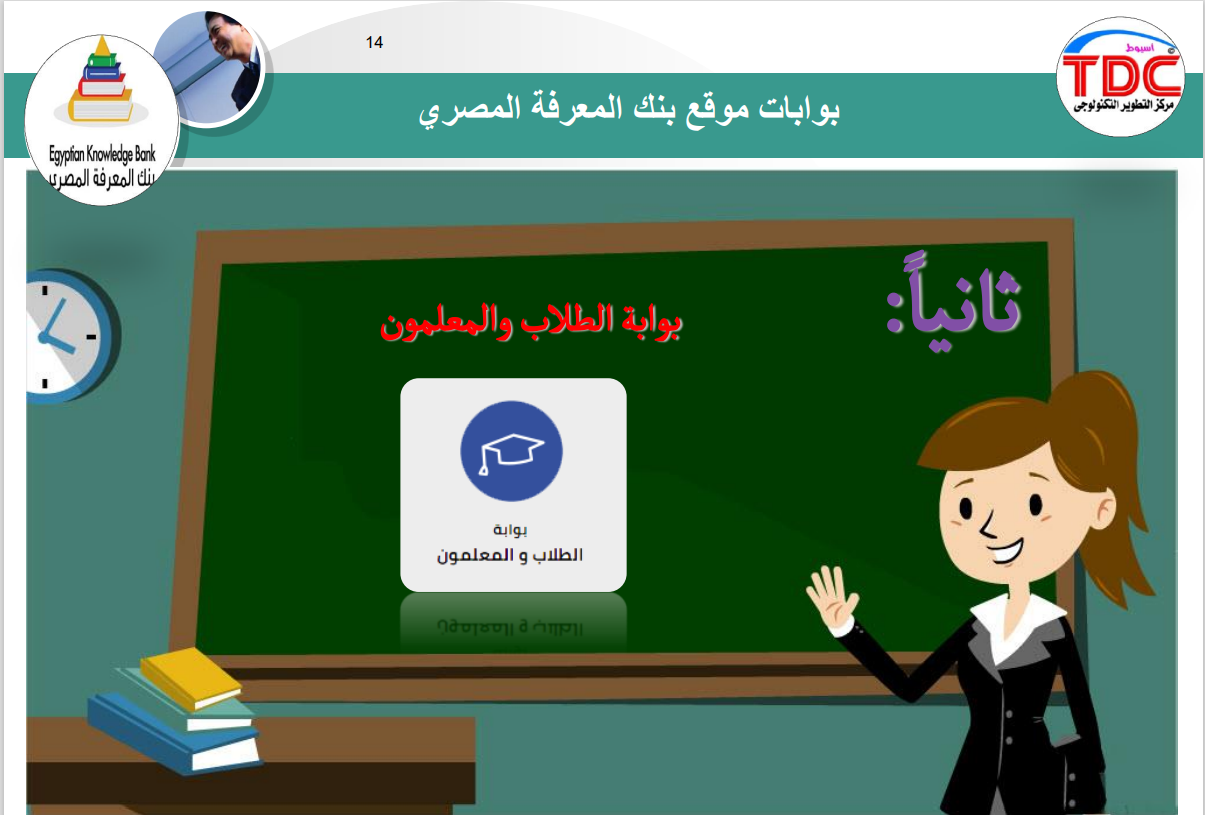 14
اسيوط
TDC
مركز التطوير التكنولوجى
بوابات موقع بنك المعرفة المصري
Egyptian Knowledge Bank
بنك المعرفة المصري
ثانياً:
بوابة الطلاب والمعلمون
بوابة
الطلاب و المعلمون